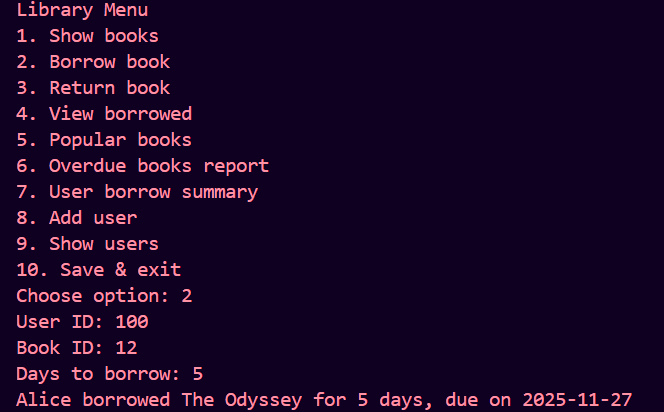 Library Menu
1. Show books
2. Borrow book
3. Return book
4. View borrowed
5. Popular books
6. Overdue books report
7. User borrow summary
8. Add user
9. Show users
10. Save & exit
Choose option: 2
User ID: 100
Book ID: 12
Days to borrow: 5
Alice borrowed The Odyssey for 5 days, due on 2025-11-27